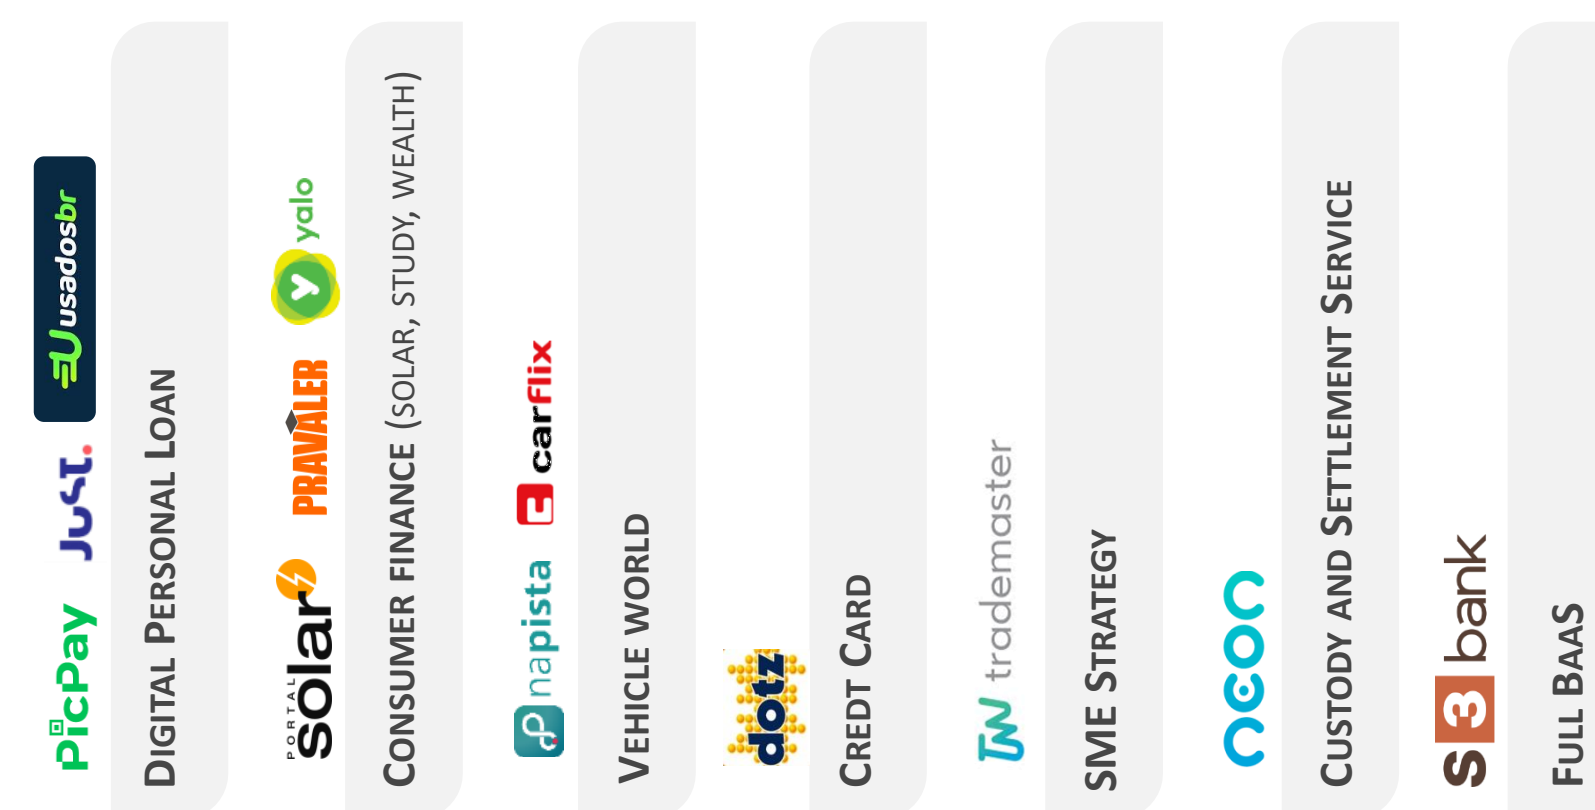 PicPay Just. usadosbr
DIGITAL PERSONAL LOAN
PORTAL solar PRAVALER y yalo
CONSUMER FINANCE (SOLAR, STUDY, WEALTH)
napista carflix
VEHICLE WORLD
dotz
CREDT CARD
trademaster
SME STRATEGY
neon
CUSTODY AND SETTLEMENT SERVICE
s3 bank
FULL BAAS